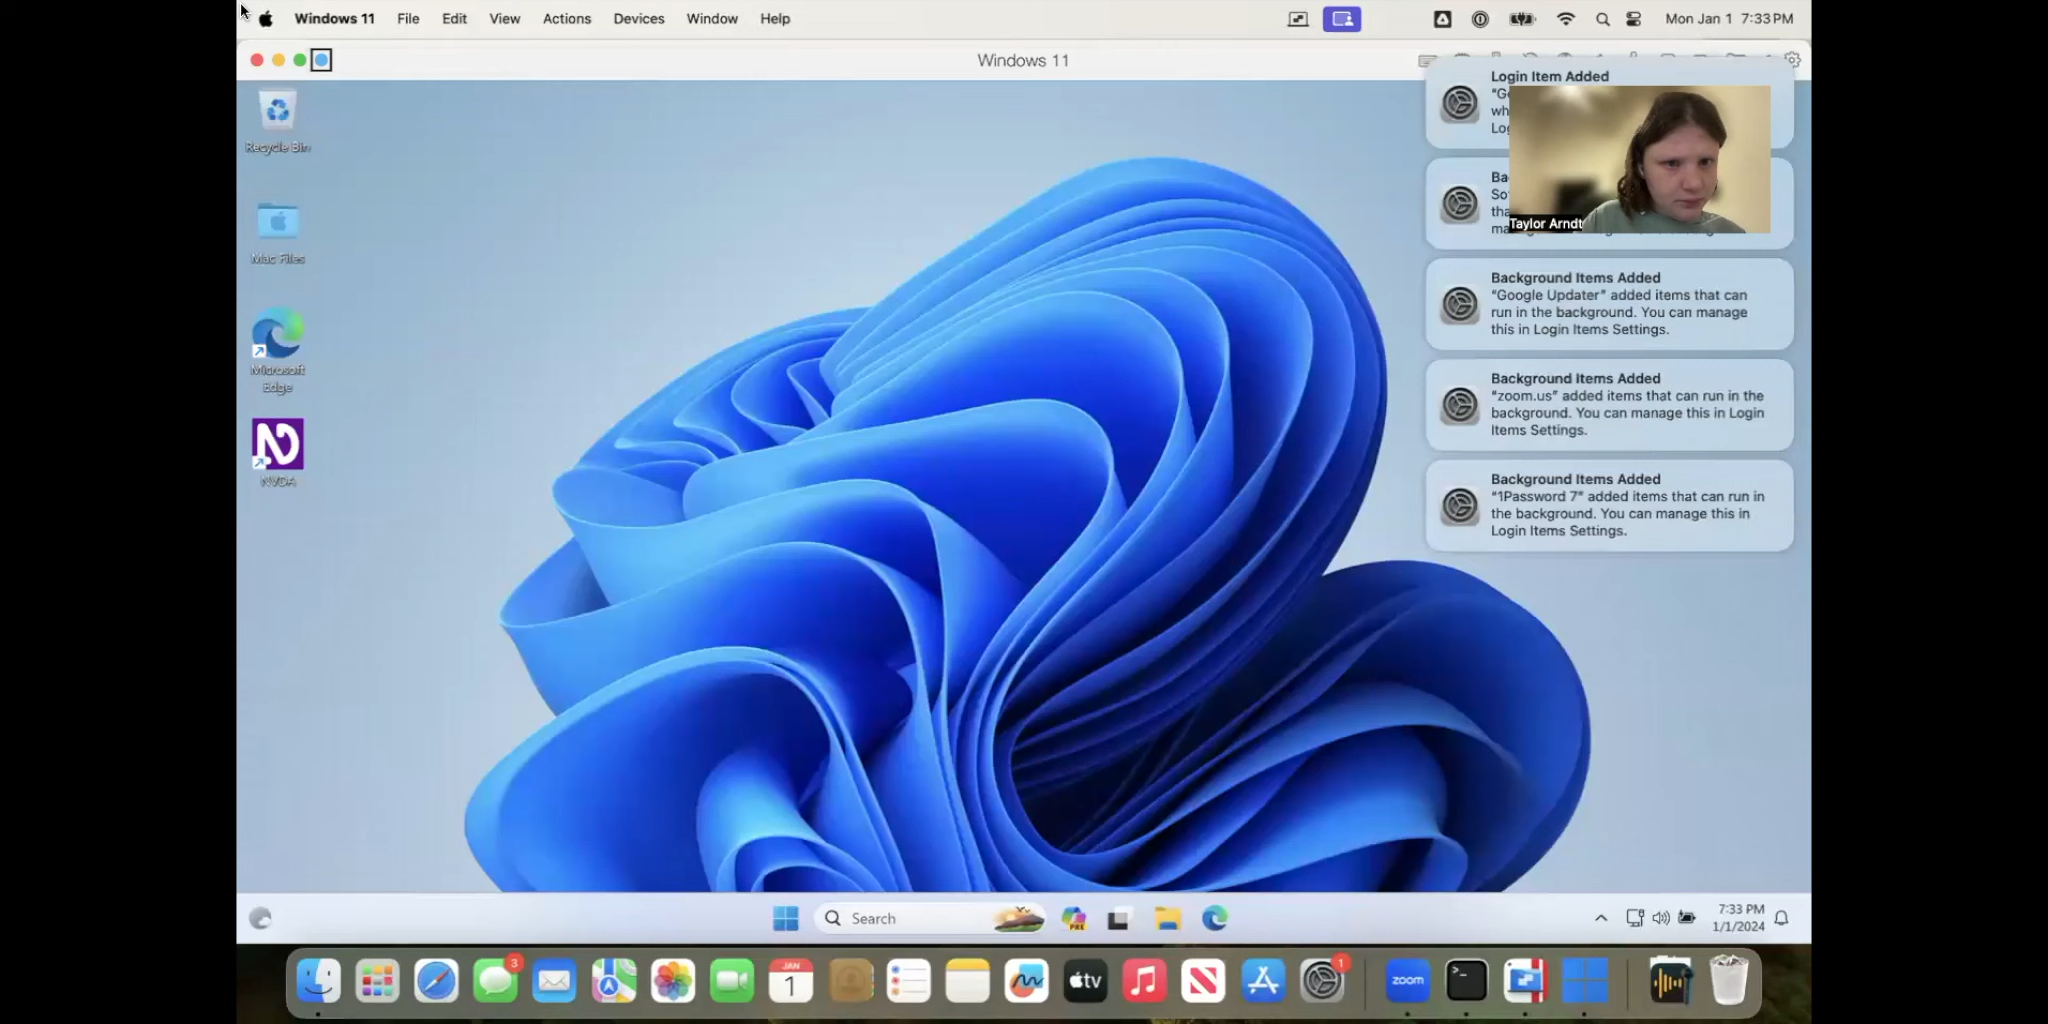 Windows 11 File Edit View Actions Devices Window Help Mon Jan 1 7:33 PM
Windows 11
Login Item Added
Recycle Bin
Mac Files
Microsoft
Edge
NVDA
Taylor Arndt
Background Items Added
"Google Updater" added items that can
run in the background. You can manage
this in Login Items Settings.
Background Items Added
"zoom.us" added items that can run in the
background. You can manage this in Login
Items Settings.
Background Items Added
"1Password 7" added items that can run in
the background. You can manage this in
Login Items Settings.
Search
PRE
7:33 PM
1/1/2024
3
JAN
1
tv
1
zoom